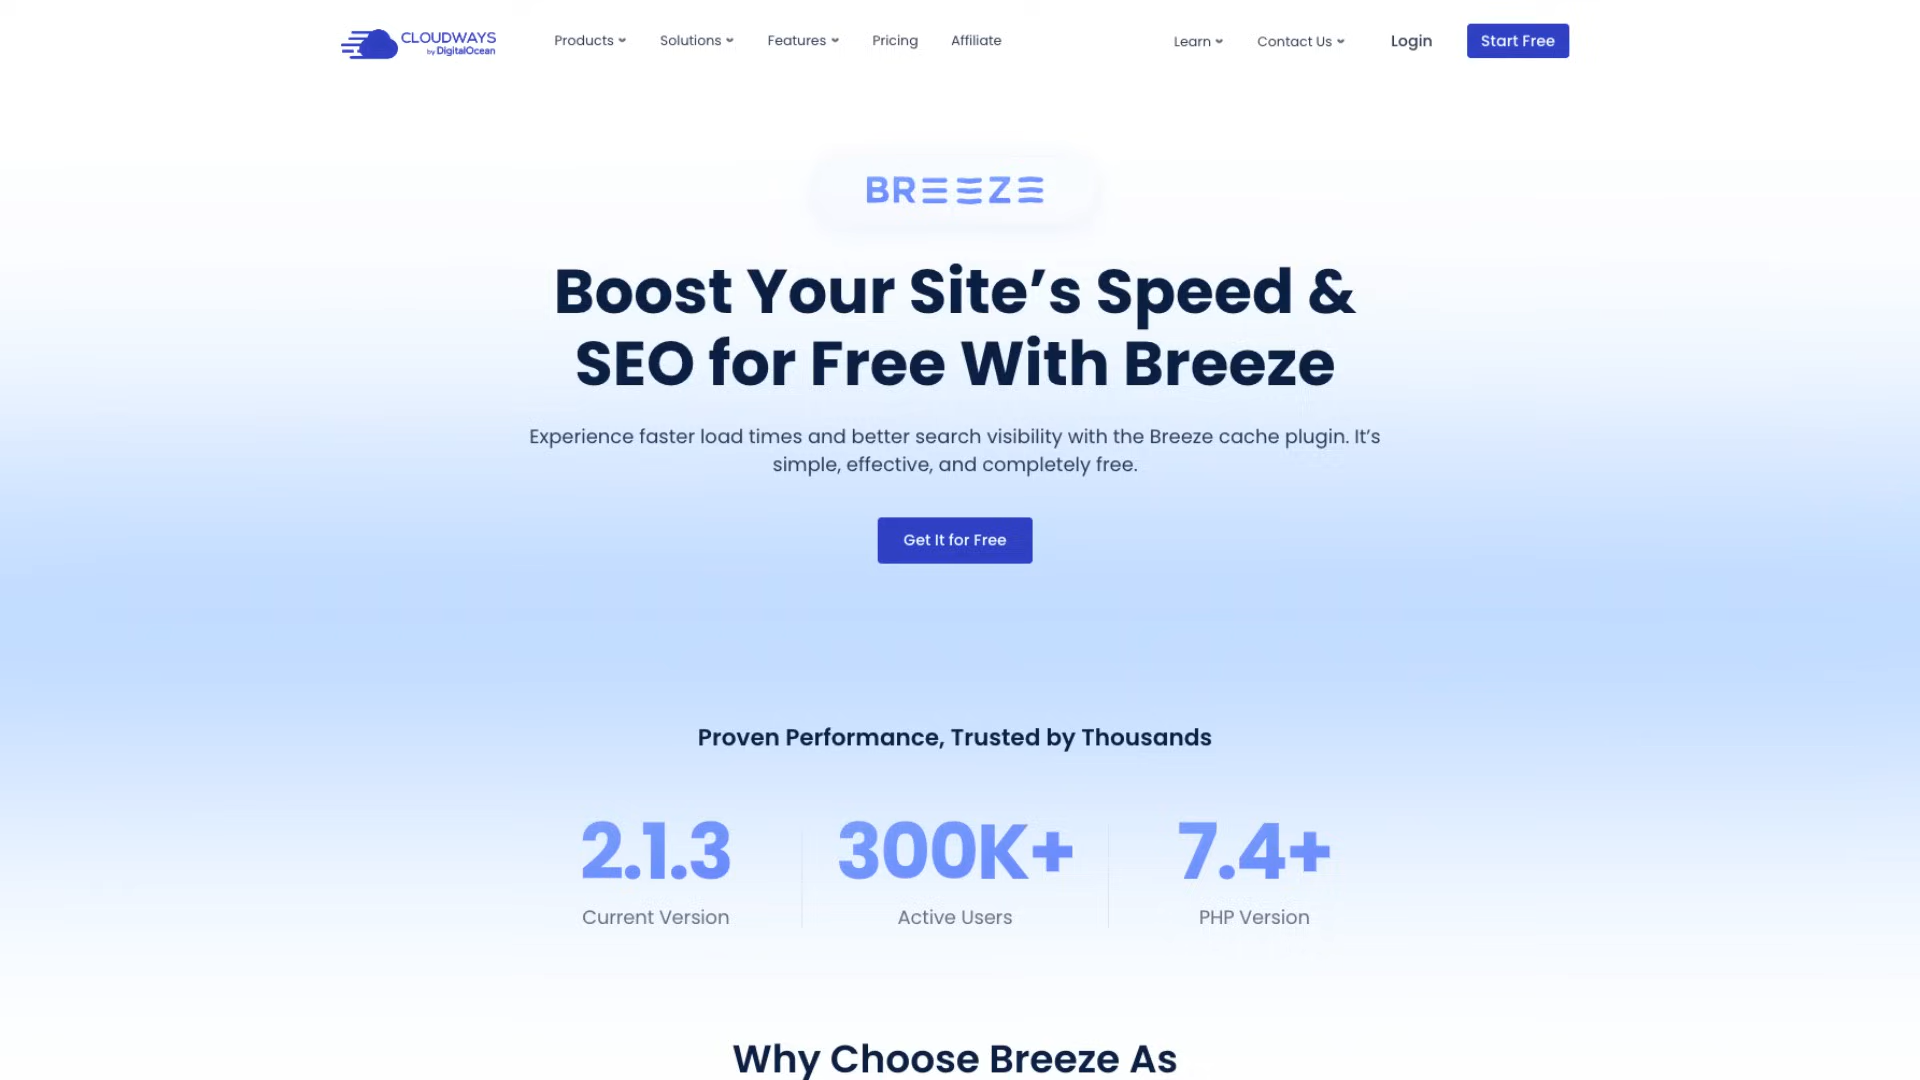 CLOUDWAYS
by DigitalOcean
Products
Solutions
Features
Pricing
Affiliate
Learn
Contact Us
Login
Start Free
BREEZE
Boost Your Site’s Speed &
SEO for Free With Breeze
Experience faster load times and better search visibility with the Breeze cache plugin. It’s
simple, effective, and completely free.
Get It for Free
Proven Performance, Trusted by Thousands
2.1.3
Current Version
300K+
Active Users
7.4+
PHP Version
Why Choose Breeze As